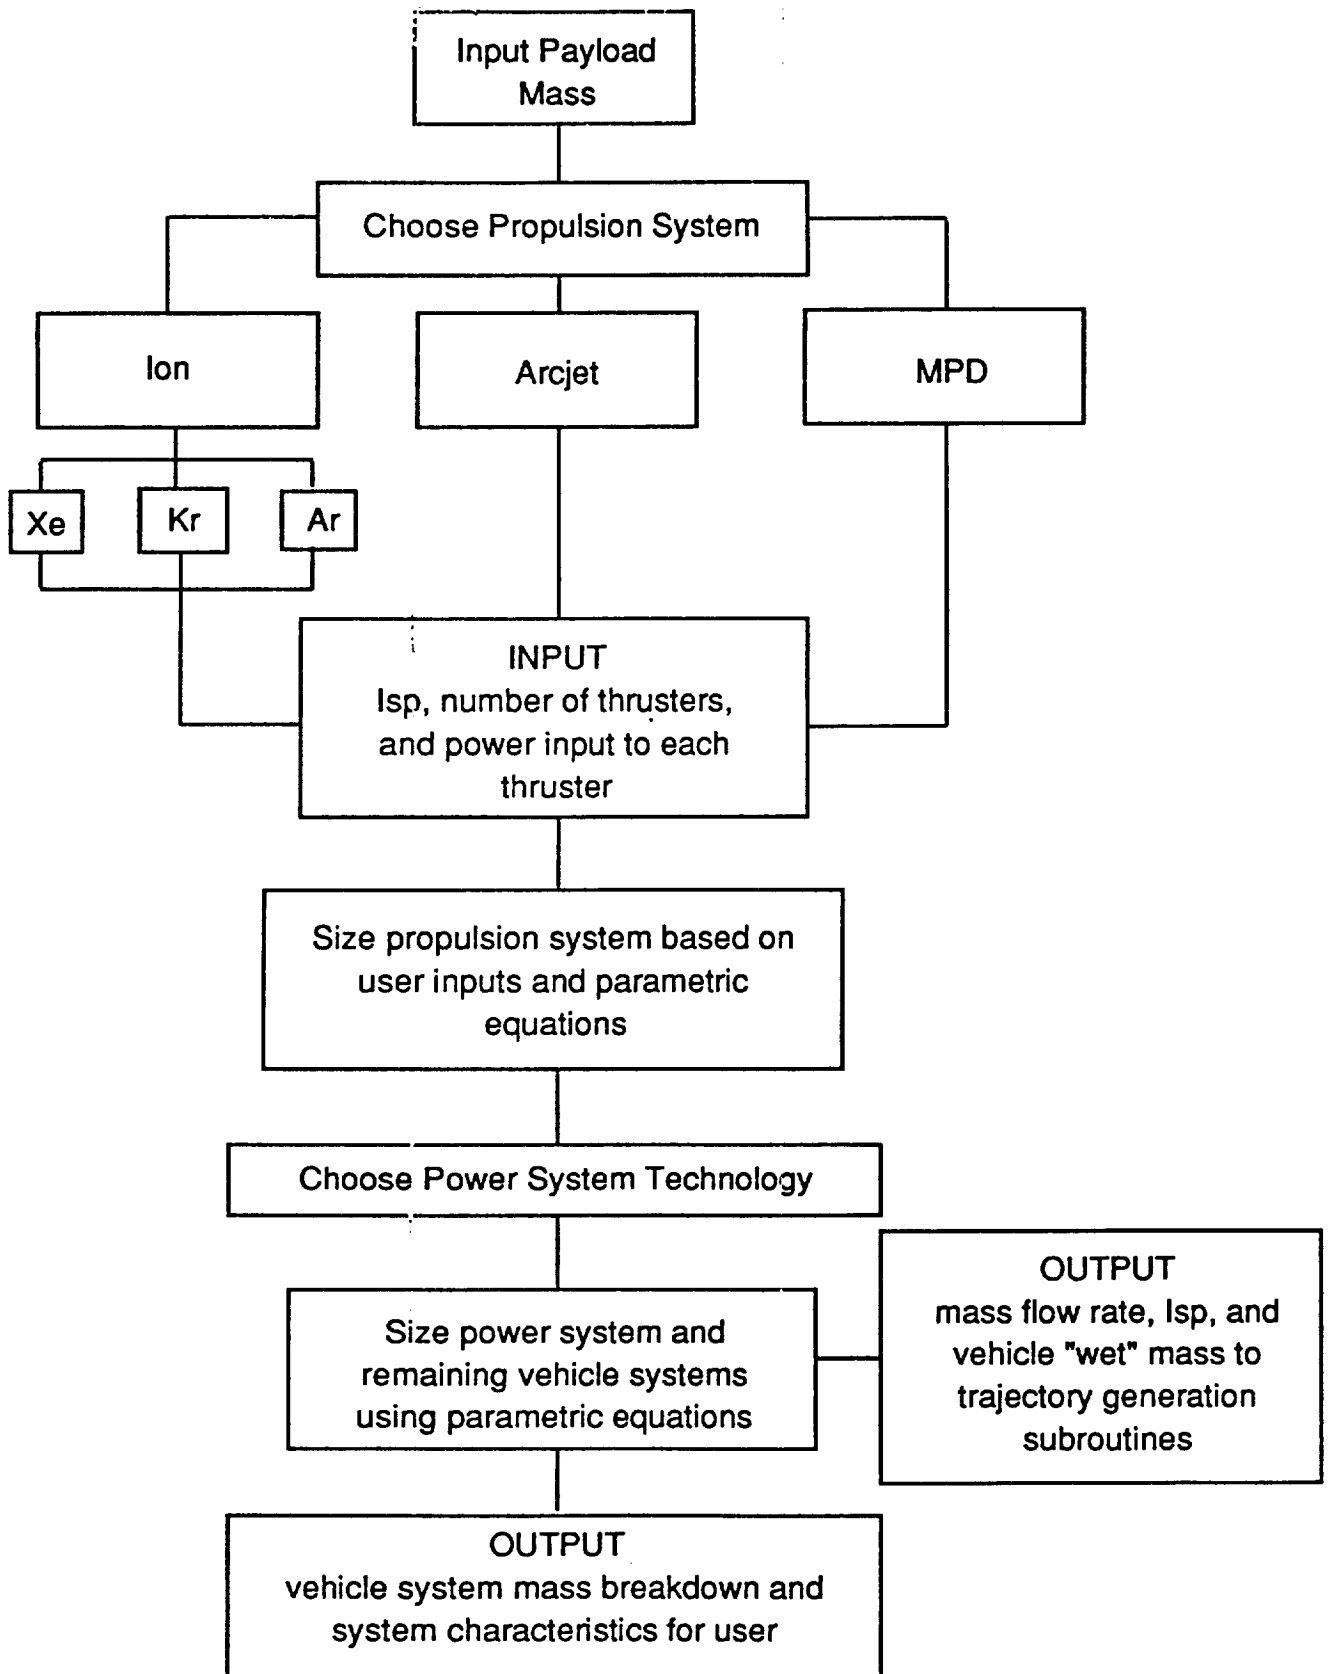 Input Payload
Mass
Choose Propulsion System
Ion
Arcjet
MPD
Xe
Kr
Ar
INPUT
Isp, number of thrusters,
and power input to each
thruster
Size propulsion system based on
user inputs and parametric
equations
Choose Power System Technology
Size power system and
remaining vehicle systems
using parametric equations
OUTPUT
mass flow rate, Isp, and
vehicle "wet" mass to
trajectory generation
subroutines
OUTPUT
vehicle system mass breakdown and
system characteristics for user